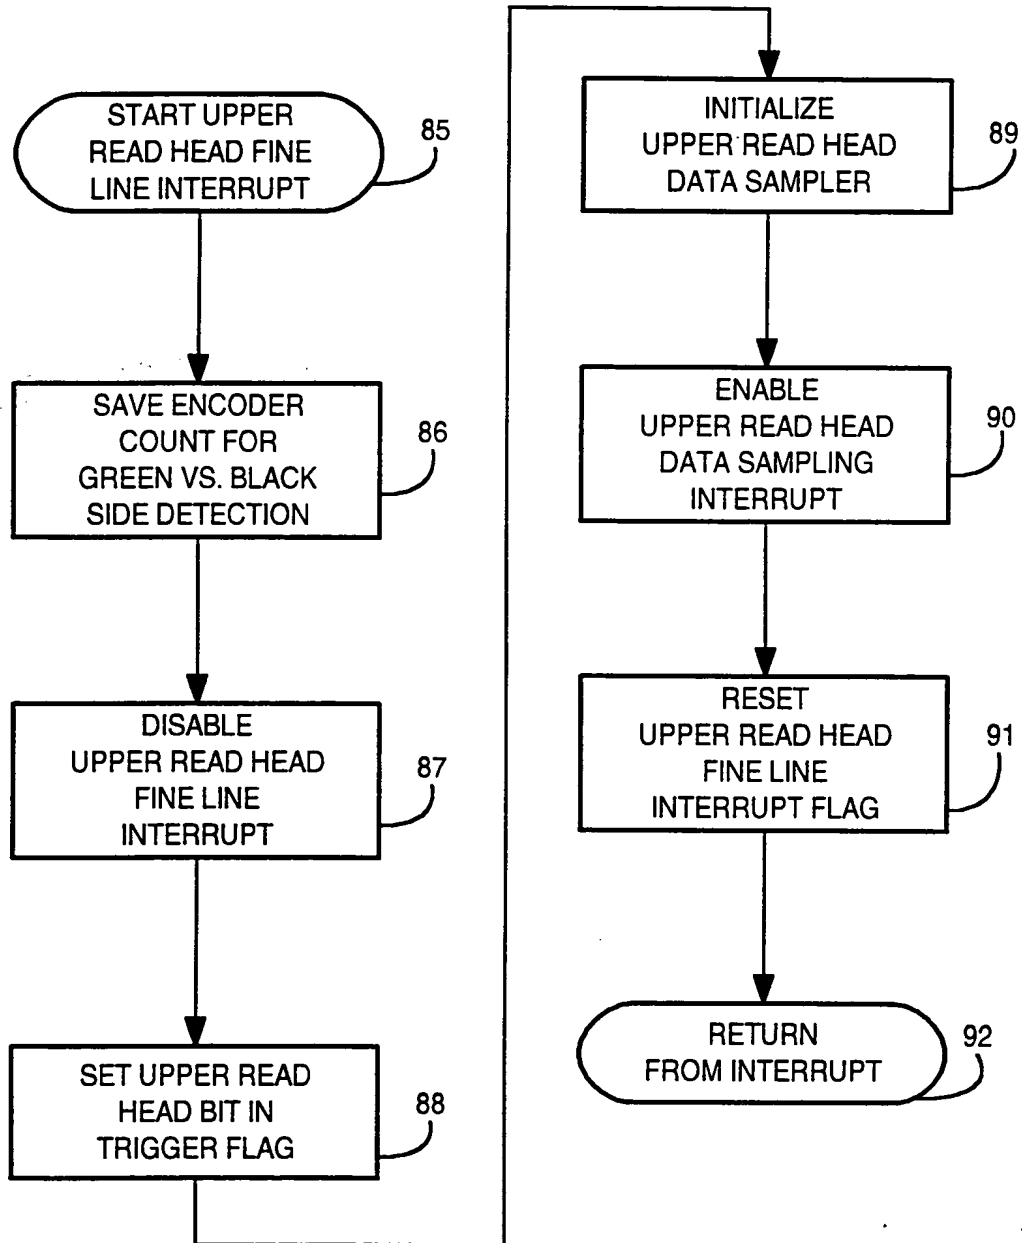 START UPPER
READ HEAD FINE
LINE INTERRUPT
85
SAVE ENCODER
COUNT FOR
GREEN VS. BLACK
SIDE DETECTION
86
DISABLE
UPPER READ HEAD
FINE LINE
INTERRUPT
87
SET UPPER READ
HEAD BIT IN
TRIGGER FLAG
88
INITIALIZE
UPPER READ HEAD
DATA SAMPLER
89
ENABLE
UPPER READ HEAD
DATA SAMPLING
INTERRUPT
90
RESET
UPPER READ HEAD
FINE LINE
INTERRUPT FLAG
91
RETURN
FROM INTERRUPT
92